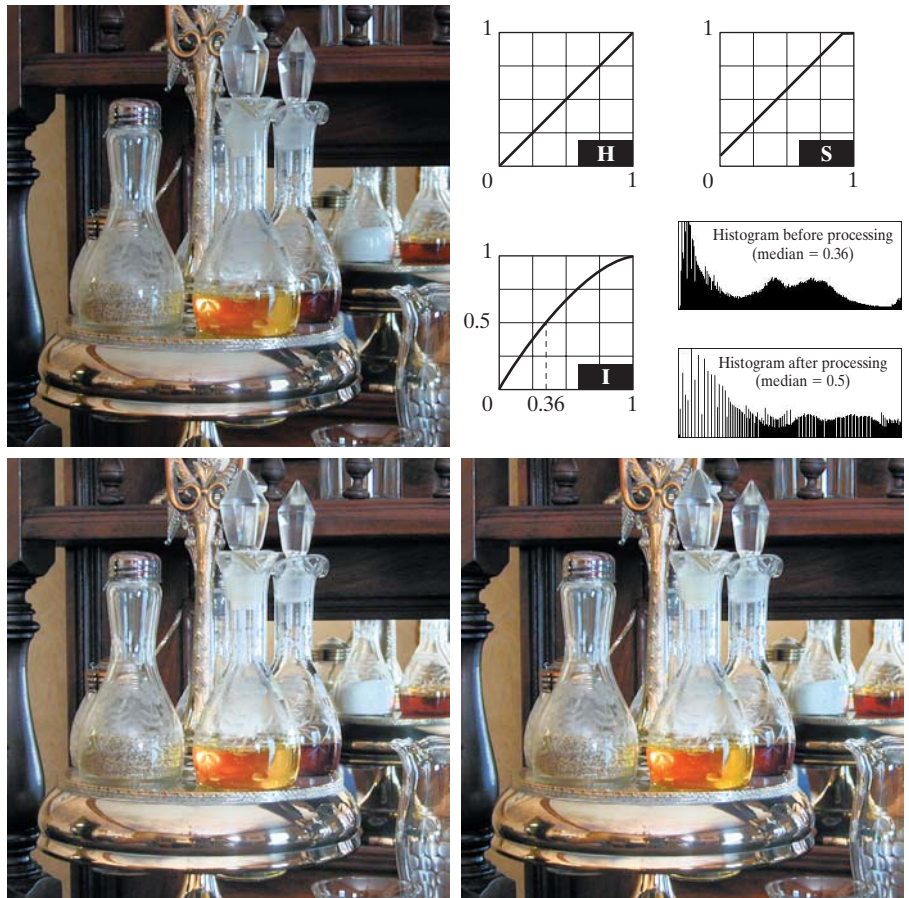 1
H
0
1
1
S
0
1
1
0.5
I
0
0.36
1
Histogram before processing
(median = 0.36)
Histogram after processing
(median = 0.5)